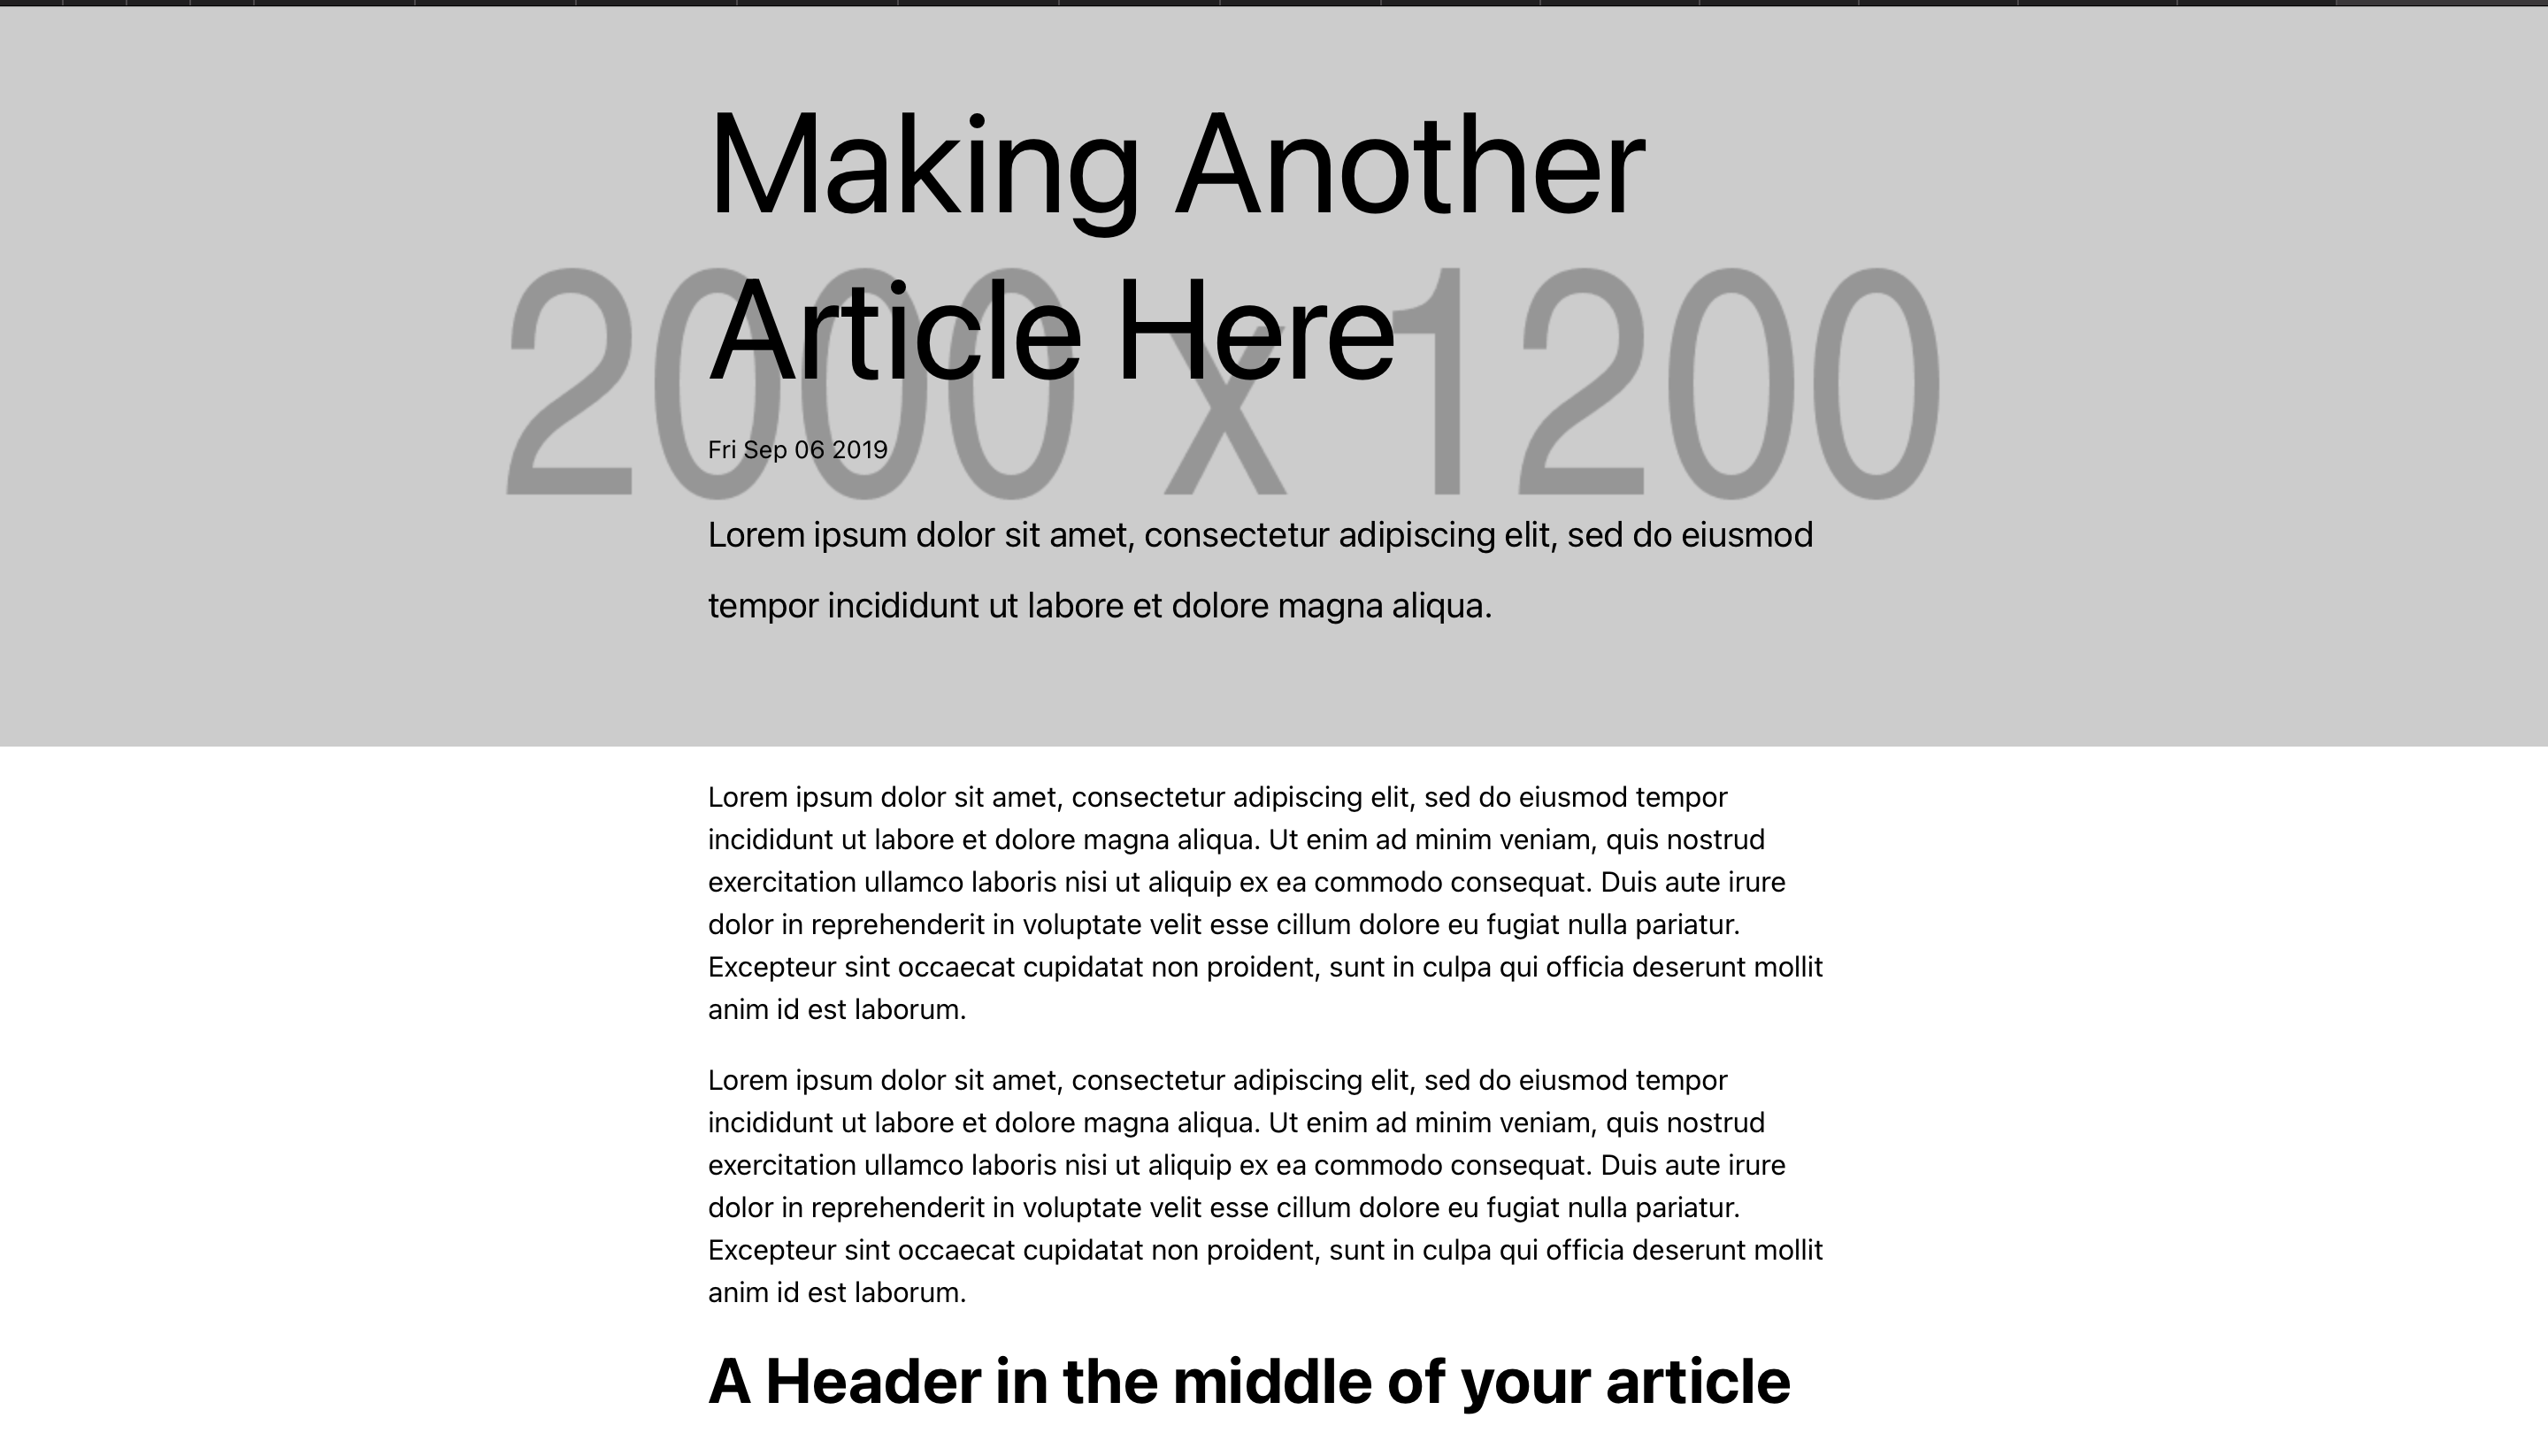 Making Another
Article Here
2000 x 1200
Fri Sep 06 2019
Lorem ipsum dolor sit amet, consectetur adipiscing elit, sed do eiusmod
tempor incididunt ut labore et dolore magna aliqua.
Lorem ipsum dolor sit amet, consectetur adipiscing elit, sed do eiusmod tempor
incididunt ut labore et dolore magna aliqua. Ut enim ad minim veniam, quis nostrud
exercitation ullamco laboris nisi ut aliquip ex ea commodo consequat. Duis aute irure
dolor in reprehenderit in voluptate velit esse cillum dolore eu fugiat nulla pariatur.
Excepteur sint occaecat cupidatat non proident, sunt in culpa qui officia deserunt mollit
anim id est laborum.
Lorem ipsum dolor sit amet, consectetur adipiscing elit, sed do eiusmod tempor
incididunt ut labore et dolore magna aliqua. Ut enim ad minim veniam, quis nostrud
exercitation ullamco laboris nisi ut aliquip ex ea commodo consequat. Duis aute irure
dolor in reprehenderit in voluptate velit esse cillum dolore eu fugiat nulla pariatur.
Excepteur sint occaecat cupidatat non proident, sunt in culpa qui officia deserunt mollit
anim id est laborum.
A Header in the middle of your article